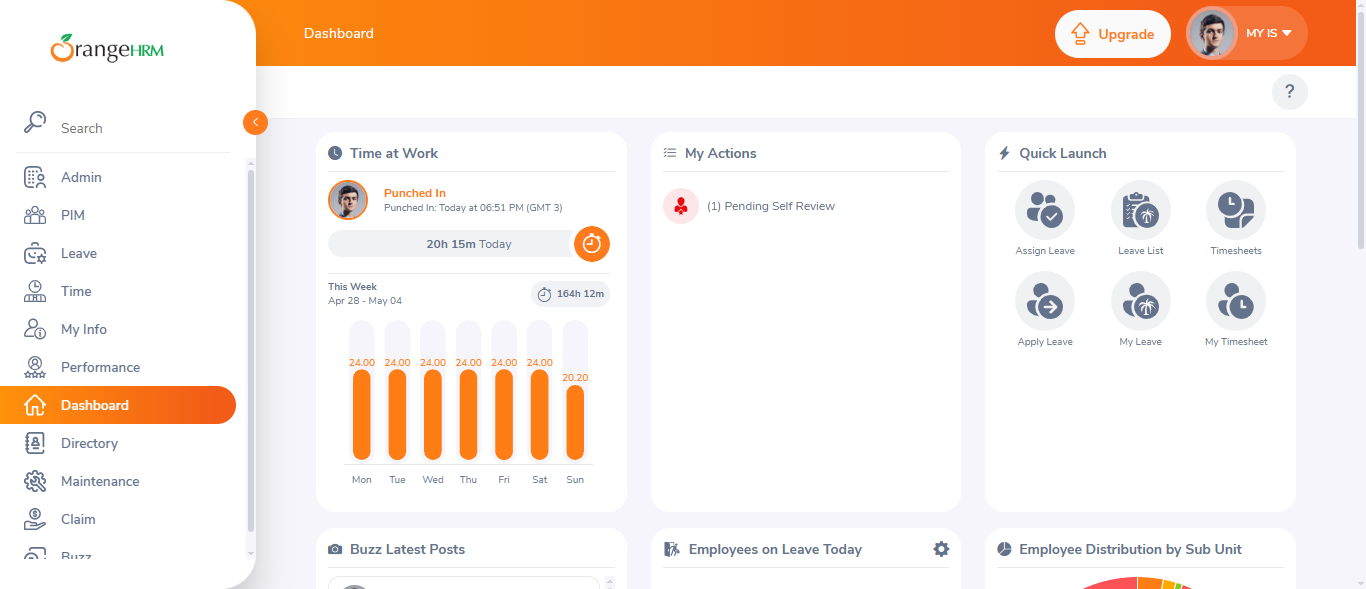 OrangeHRM
Dashboard
Upgrade
MY IS
?
Search
Admin
PIM
Leave
Time
My Info
Performance
Dashboard
Directory
Maintenance
Claim
Buzz
Time at Work
Punched In
Punched In: Today at 06:51 PM (GMT 3)
20h 15m Today
This Week
Apr 28 - May 04
164h 12m
24.00 24.00 24.00 24.00 24.00 24.00 20.20
Mon Tue Wed Thu Fri Sat Sun
My Actions
(1) Pending Self Review
Quick Launch
Assign Leave Leave List Timesheets
Apply Leave My Leave My Timesheet
Buzz Latest Posts
Employees on Leave Today
Employee Distribution by Sub Unit